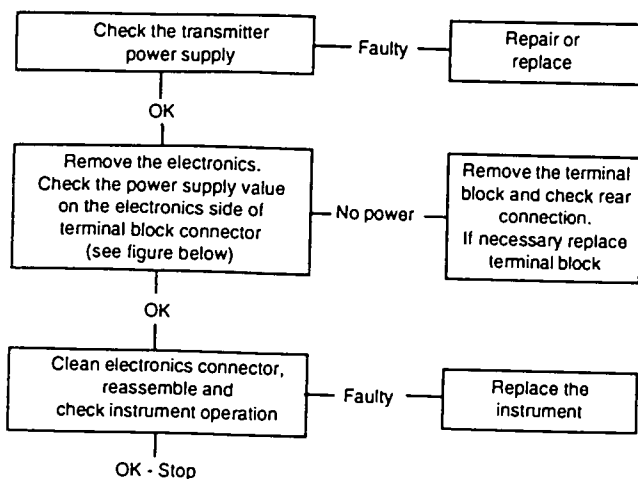 Check the transmitter
power supply
Faulty
Repair or
replace
OK
Remove the electronics.
Check the power supply value
on the electronics side of
terminal block connector
(see figure below)
No power
Remove the terminal
block and check rear
connection.
If necessary replace
terminal block
OK
Clean electronics connector,
reassemble and
check instrument operation
Faulty
Replace the
instrument
OK - Stop